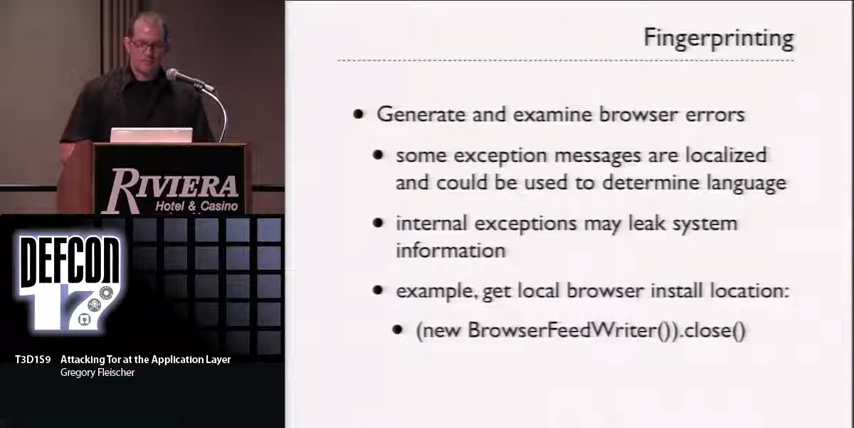 Fingerprinting
• Generate and examine browser errors
• some exception messages are localized
and could be used to determine language
• internal exceptions may leak system
information
• example, get local browser install location:
• (new BrowserFeedWriter()).close()
RIVIERA
Hotel & Casino
DEFCON
17
T3D1S9 Attacking Tor at the Application Layer
Gregory Fleischer